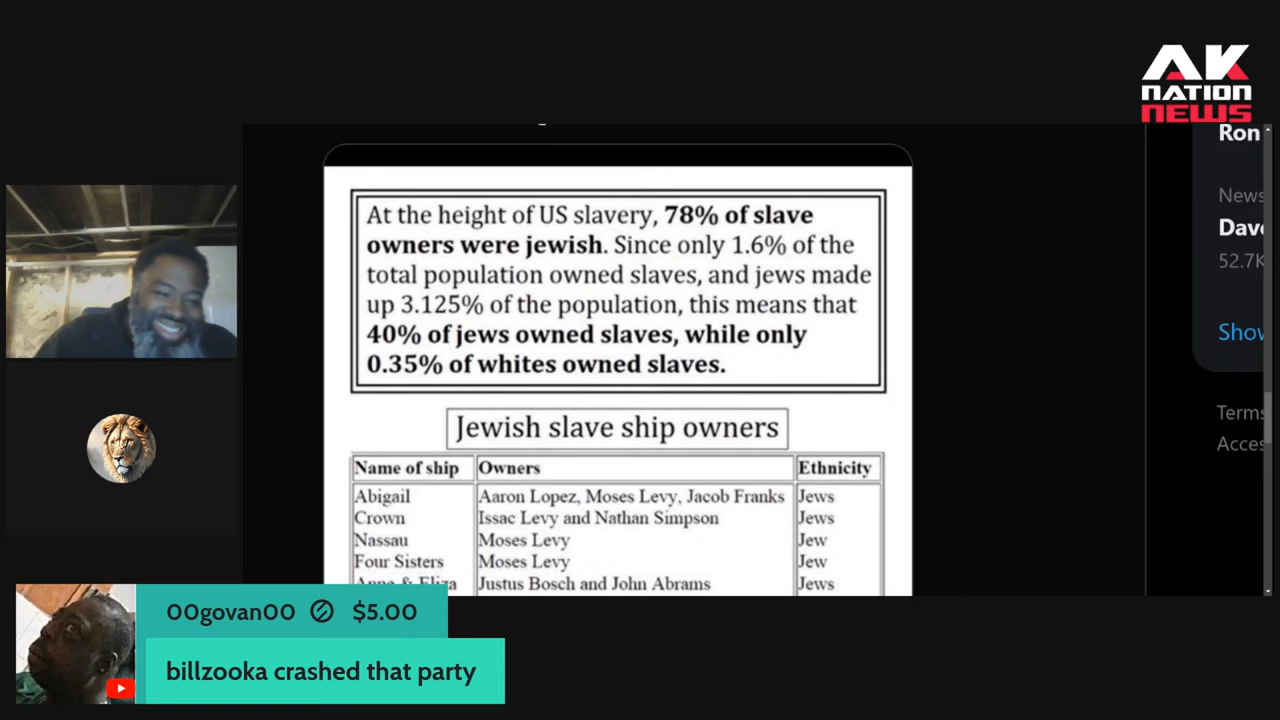 AK
NATION
NEWS
Ron
News
Dave
52.7K
Show
Terms
Acces
At the height of US slavery, 78% of slave
owners were jewish. Since only 1.6% of the
total population owned slaves, and jews made
up 3.125% of the population, this means that
40% of jews owned slaves, while only
0.35% of whites owned slaves.
Jewish slave ship owners
Name of ship Owners Ethnicity
Abigail Aaron Lopez, Moses Levy, Jacob Franks Jews
Crown Issac Levy and Nathan Simpson Jews
Nassau Moses Levy Jew
Four Sisters Moses Levy Jew
Anne & Eliza Justus Bosch and John Abrams Jews
00govan00 $5.00
billzooka crashed that party